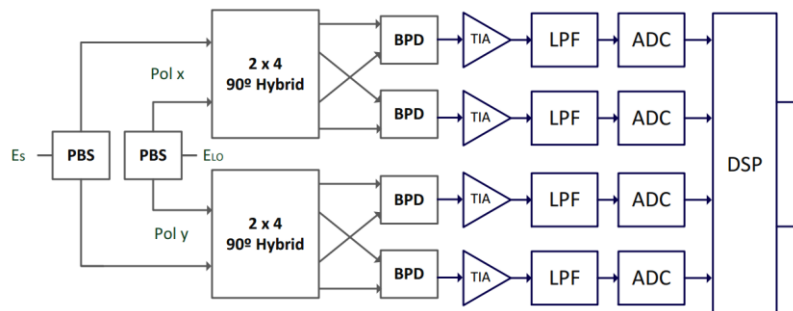 Pol x
2 x 4
90º Hybrid
BPD
TIA
LPF
ADC
BPD
TIA
LPF
ADC
Es
PBS
PBS
ELO
DSP
Pol y
2 x 4
90º Hybrid
BPD
TIA
LPF
ADC
BPD
TIA
LPF
ADC